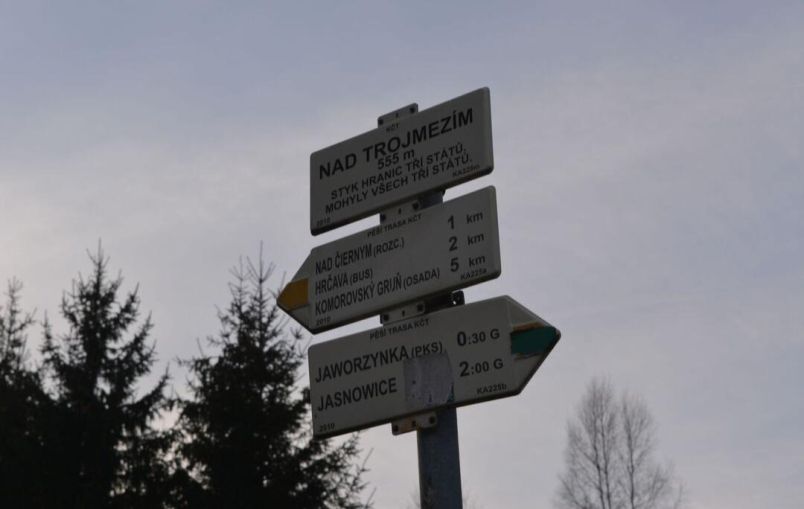 KČT
NAD TROJMEZÍM
555 m
STYK HRANIC TŘÍ STÁTŮ.
MOHYLY VŠECH TŘÍ STÁTŮ.
2010
PĚŠÍ TRASA KČT
NAD ČIERNYM (ROZC.) 1 km
HRČAVA (BUS) 2 km
KOMOROVSKÝ GRUŇ (OSADA) 5 km
2010 KA225a
PĚŠÍ TRASA KČT
JAWORZYNKA (PKS) 0:30 G
JASNOWICE 2:00 G
2010 KA225b